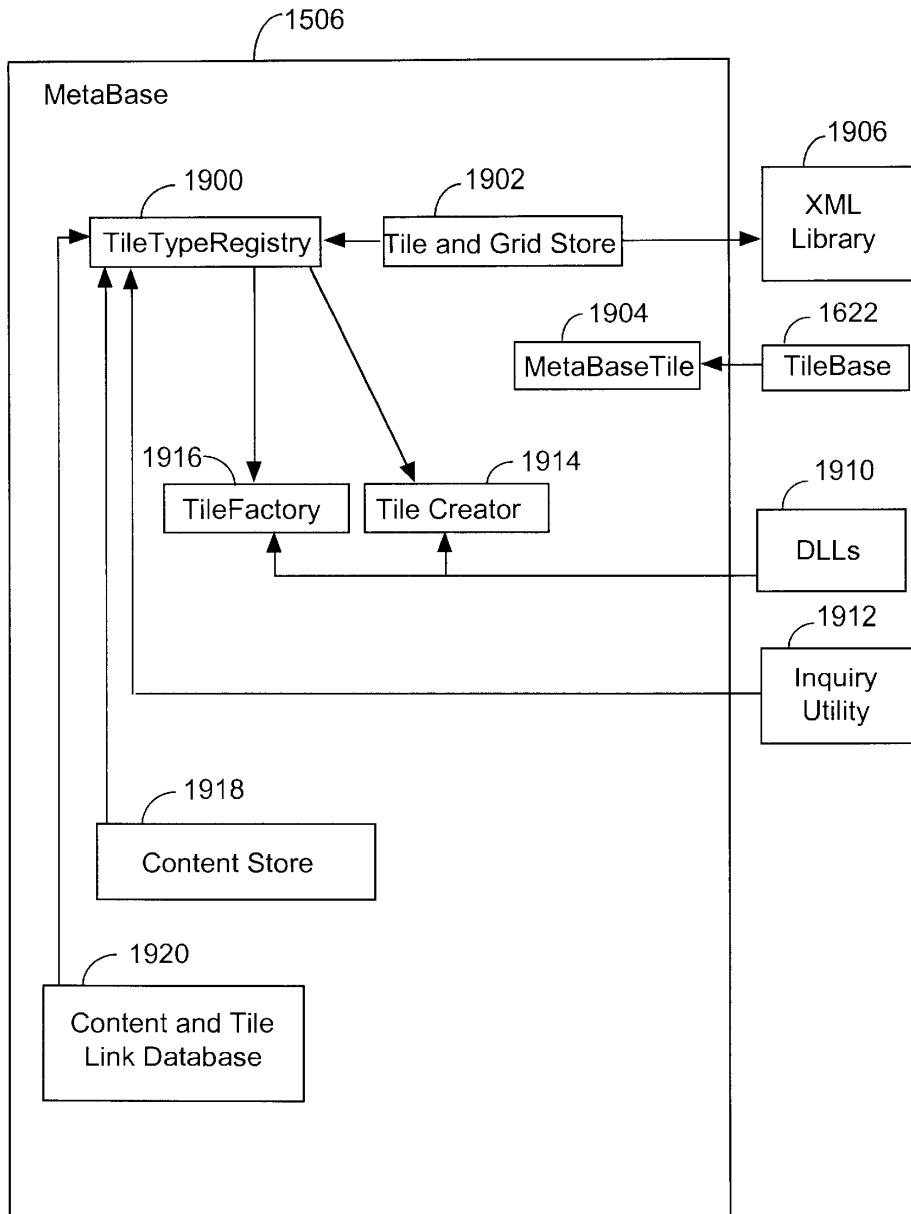 1506
MetaBase
1906
XML
Library
1900
TileTypeRegistry
1902
Tile and Grid Store
1904
MetaBaseTile
1622
TileBase
1916
TileFactory
1914
Tile Creator
1910
DLLs
1912
Inquiry
Utility
1918
Content Store
1920
Content and Tile
Link Database